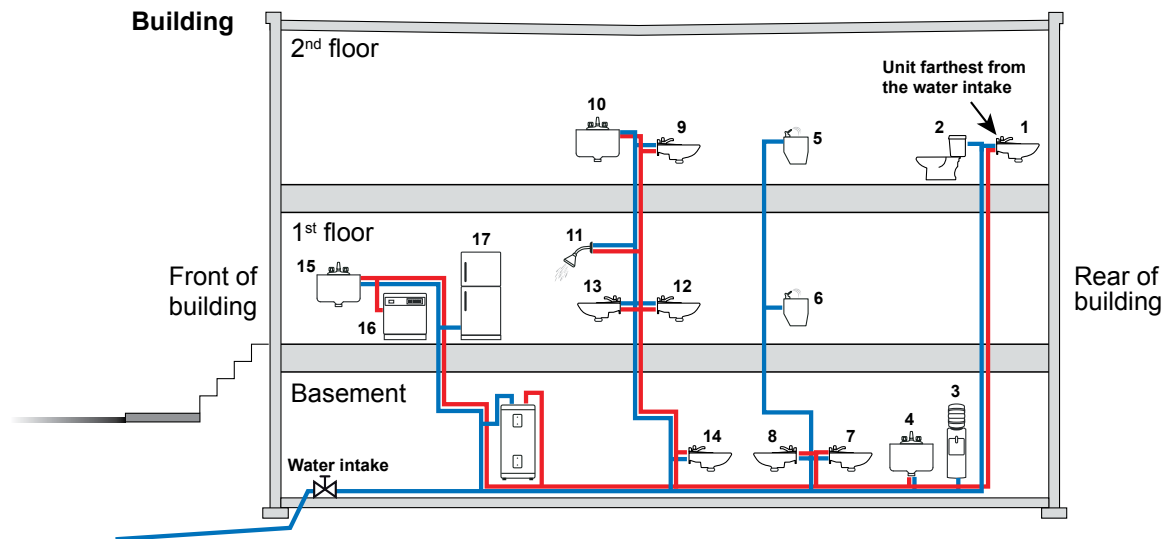 Building
2nd floor
Unit farthest from
the water intake
10
9
5
2
1
1st floor
17
11
15
Front of
building
13
12
6
16
Rear of
building
Basement
3
4
14
8
7
Water intake